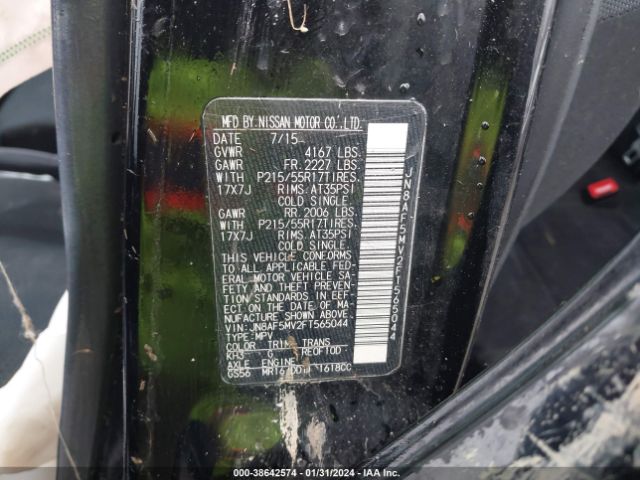 MFD BY NISSAN MOTOR CO.,LTD.
DATE 7/15
GVWR 4167 LBS.
GAWR FR. 2227 LBS.
WITH P215/55R17TIRES,
17X7J RIMS, AT35PSI
COLD SINGLE.
GAWR RR. 2006 LBS.
WITH P215/55R17TIRES,
17X7J RIMS, AT35PSI
COLD SINGLE.
THIS VEHICLE CONFORMS
TO ALL APPLICABLE FED-
ERAL MOTOR VEHICLE SA-
FETY AND THEFT PREVENTION
STANDARDS IN EFF-
ECT ON THE DATE OF MA-
NUFACTURE SHOWN ABOVE.
VIN: JN8AF5MV2FT565044
TYPE: MPV
COLOR TRIM TRANS
KH3 G RE0F10D
AXLE ENGINE
GS56 1618CC
JN8AF5MV2FT565044
000-38642574 | 01/31/2024 | IAA Inc.